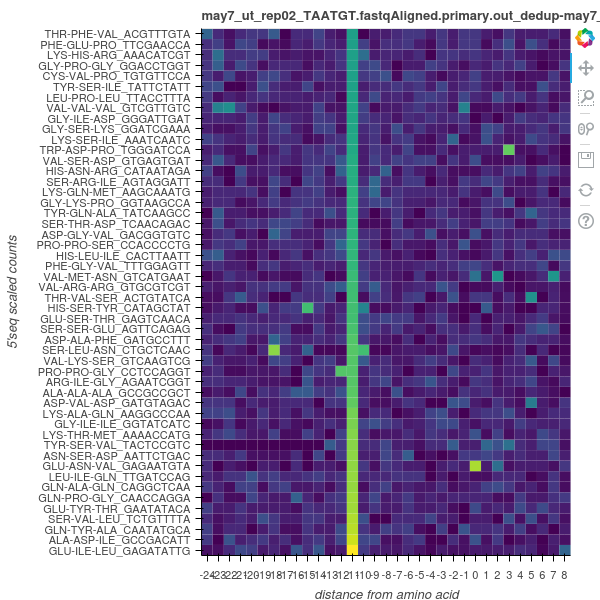 may7_ut_rep02_TAATGT.fastqAligned.primary.out_dedup-may7_
THR-PHE-VAL_ACGTTTGTA
PHE-GLU-PRO_TTCGAACCA
LYS-HIS-ARG_AAACATCGT
GLY-PRO-GLY_GGACCTGGT
CYS-VAL-PRO_TGTGTTCCA
TYR-SER-ILE_TATTCTATT
LEU-PRO-LEU_TTACCTTTA
VAL-VAL-VAL_GTCGTTGTC
GLY-ILE-ASP_GGGATTGAT
GLY-SER-LYS_GGATCGAAA
LYS-SER-ILE_AAATCAATC
TRP-ASP-PRO_TGGGATCCA
VAL-SER-ASP_GTGAGTGAT
HIS-ASN-ARG_CATAATAGA
SER-ARG-ILE_AGTAGGATT
LYS-GLN-MET_AAGCAAATG
GLY-LYS-PRO_GGTAAGCCA
TYR-GLN-ALA_TATCAAGCC
SER-THR-ASP_TCAACAGAC
ASP-GLY-VAL_GACGGTGTC
PRO-PRO-SER_CCACCCCTG
HIS-LEU-ILE_CACTTAATT
PHE-GLY-VAL_TTTGGAGTT
VAL-MET-ASN_GTCATGAAT
VAL-ARG-ARG_GTGCGTCGT
THR-VAL-SER_ACTGTATCA
HIS-SER-TYR_CATAGCTAT
GLU-SER-THR_GAGTCAACA
SER-SER-GLU_AGTTCAGAG
ASP-ALA-PHE_GATGCCTTT
SER-LEU-ASN_CTGCTCAAC
VAL-LYS-SER_GTCAAGTCG
PRO-PRO-GLY_CCTCCAGGT
ARG-ILE-GLY_AGAATCGGT
ALA-ALA-ALA_GCCGCCGCT
ASP-VAL-ASP_GATGTAGAC
LYS-ALA-GLN_AAGGCCCAA
GLY-ILE-ILE_GGTATCATC
LYS-THR-MET_AAAACCATG
TYR-SER-VAL_TACTCCGTC
ASN-SER-ASP_AATTCTGAC
GLU-ASN-VAL_GAGAATGTA
LEU-ILE-GLN_TTGATCCAG
GLN-ALA-GLN_CAGGCTCAA
GLN-PRO-GLY_CAACCAGGA
GLU-TYR-THR_GAATATACA
SER-VAL-LEU_TCTGTTTTA
GLN-TYR-ALA_CAATATGCA
ALA-ASP-ILE_GCCGACATT
GLU-ILE-LEU_GAGATATTG
5'seq scaled counts
-24-23-22-21-20-19-18-17-16-15-14-13-12-11-10-9 -8 -7 -6 -5 -4 -3 -2 -1 0 1 2 3 4 5 6 7 8
distance from amino acid